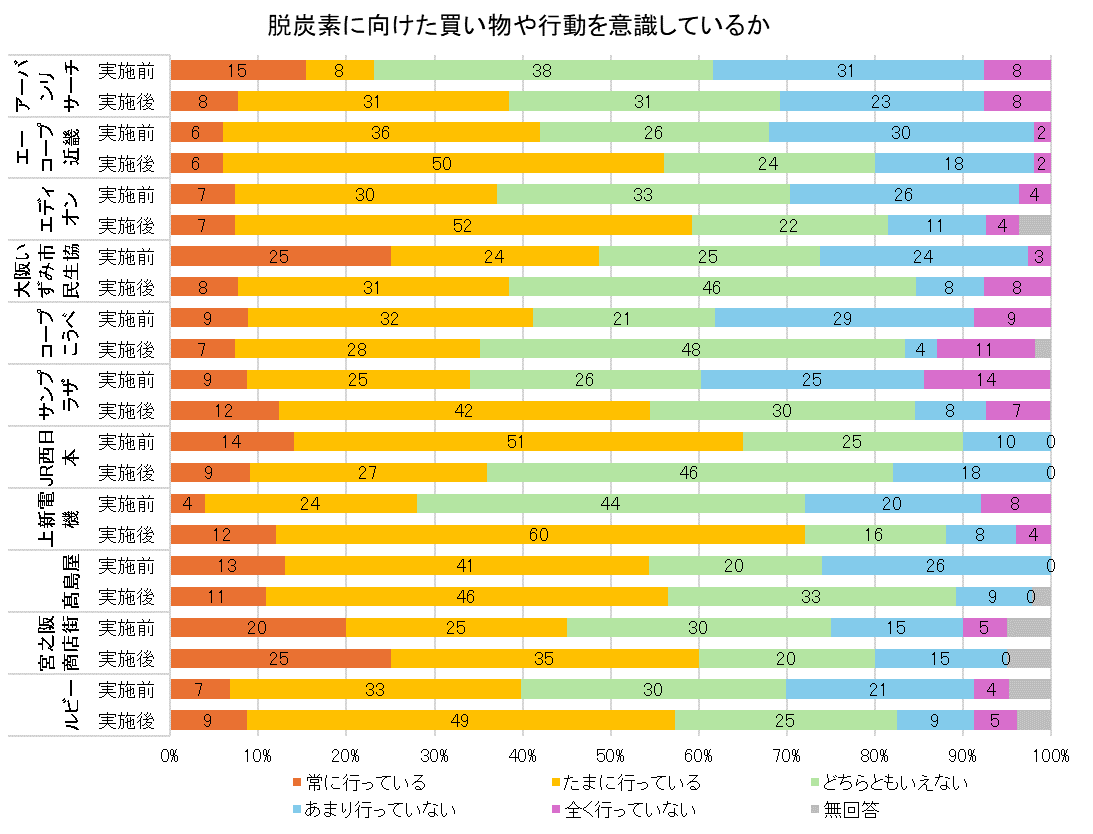 脱炭素に向けた買い物や行動を意識しているか
アーバンリサーチ
実施前 15 8 38 31 8
実施後 8 31 31 23 8
エーコープ近畿
実施前 6 36 26 30 2
実施後 6 50 24 18 2
エディオン
実施前 7 30 33 26 4
実施後 7 52 22 11 4
大阪いずみ市民生協
実施前 25 24 25 24 3
実施後 8 31 46 8 8
コープこうべ
実施前 9 32 21 29 9
実施後 7 28 48 4 11
サンプラザ
実施前 9 25 26 25 14
実施後 12 42 30 8 7
JR西日本
実施前 14 51 25 10 0
実施後 9 27 46 18 0
上新電機
実施前 4 24 44 20 8
実施後 12 60 16 8 4
髙島屋
実施前 13 41 20 26 0
実施後 11 46 33 9 0
宮之阪商店街
実施前 20 25 30 15 5
実施後 25 35 20 15 0
ルビー
実施前 7 33 30 21 4
実施後 9 49 25 9 5
0% 10% 20% 30% 40% 50% 60% 70% 80% 90% 100%
常に行っている たまに行っている どちらともいえない
あまり行っていない 全く行っていない 無回答